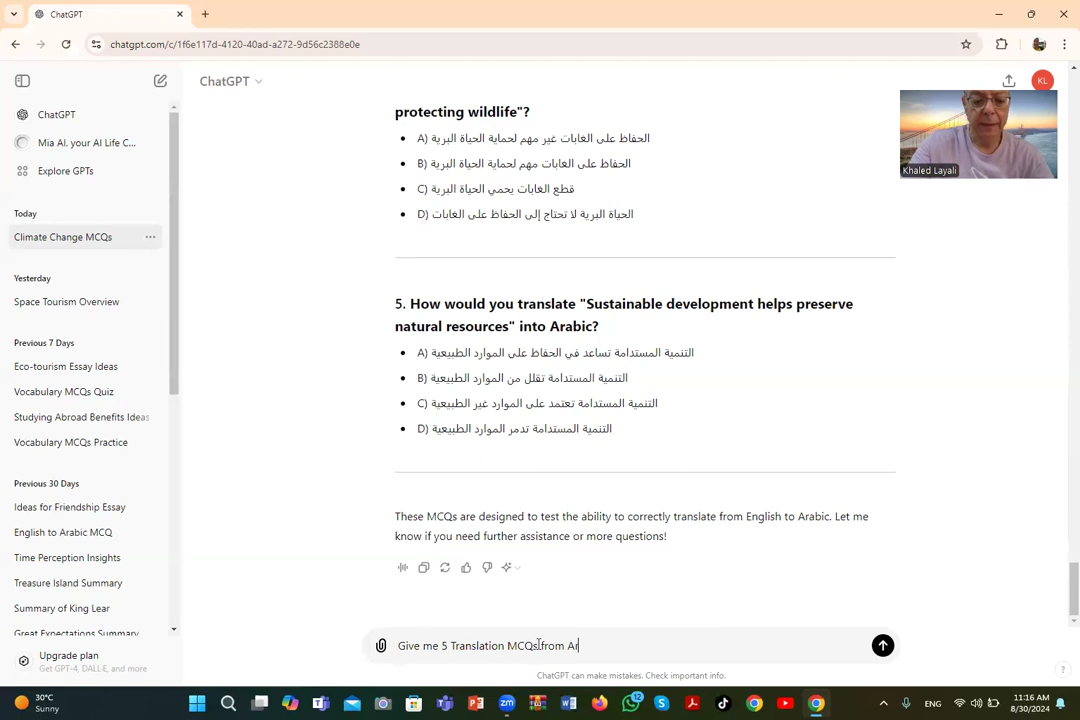 ChatGPT
chatgpt.com/c/1f6e117d-4120-40ad-a272-9d56c2388e0e
ChatGPT
KL
ChatGPT
Mia AI, your AI Life C...
Explore GPTs
Today
Climate Change MCQs
Yesterday
Space Tourism Overview
Previous 7 Days
Eco-tourism Essay Ideas
Vocabulary MCQs Quiz
Studying Abroad Benefits Ideas
Vocabulary MCQs Practice
Previous 30 Days
Ideas for Friendship Essay
English to Arabic MCQ
Time Perception Insights
Treasure Island Summary
Summary of King Lear
Great Expectations Summary
Upgrade plan
Get GPT-4, DALL-E, and more
protecting wildlife"?
A) الحفاظ على الغابات غير مهم لحماية الحياة البرية
B) الحفاظ على الغابات مهم لحماية الحياة البرية
C) قطع الغابات يحمي الحياة البرية
D) الحياة البرية لا تحتاج إلى الحفاظ على الغابات
5. How would you translate "Sustainable development helps preserve
natural resources" into Arabic?
A) التنمية المستدامة تساعد في الحفاظ على الموارد الطبيعية
B) التنمية المستدامة تقلل من الموارد الطبيعية
C) التنمية المستدامة تعتمد على الموارد غير الطبيعية
D) التنمية المستدامة تدمر الموارد الطبيعية
These MCQs are designed to test the ability to correctly translate from English to Arabic. Let me
know if you need further assistance or more questions!
Give me 5 Translation MCQs from Ar
ChatGPT can make mistakes. Check important info.
?
Khaled Layali
30°C
Sunny
12
ENG
11:16 AM
8/30/2024